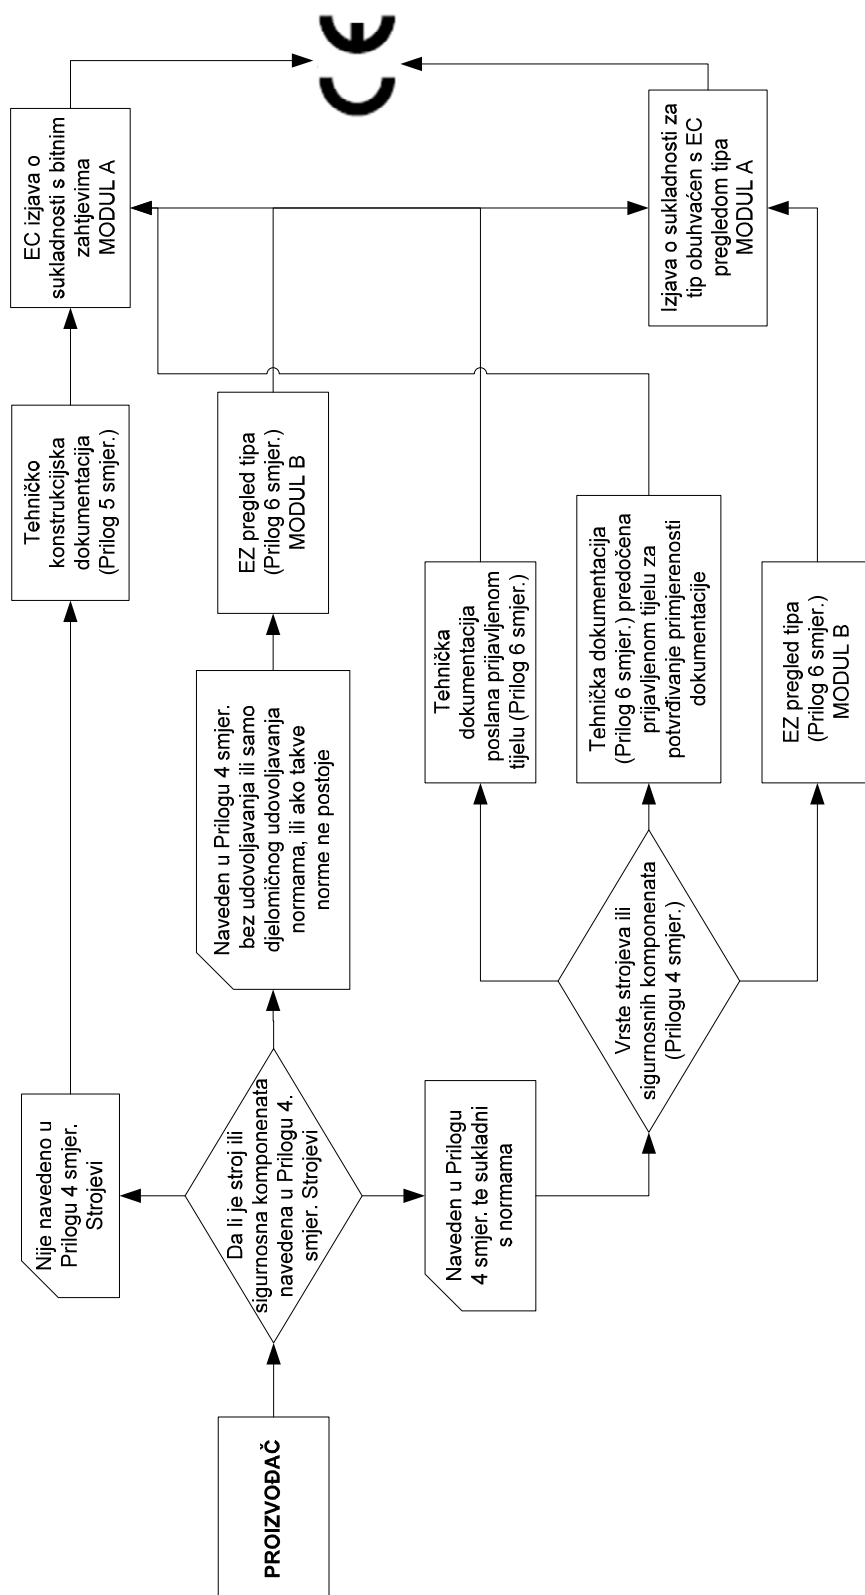 PROIZVOĐAČ
Da li je stroj ili
sigurnosna komponenata
navedena u Prilogu 4.
smjer. Strojevi
Nije navedeno u
Prilogu 4 smjer.
Strojevi
Tehničko
konstrukcijska
dokumentacija
(Prilog 5 smjer.)
EC izjava o
sukladnosti s bitnim
zahtjevima
MODUL A
Naveden u Prilogu 4 smjer.
bez udovoljavanja ili samo
djelomičnog udovoljavanja
normama, ili ako takve
norme ne postoje
EZ pregled tipa
(Prilog 6 smjer.)
MODUL B
CE
Naveden u Prilogu
4 smjer. te sukladni
s normama
Vrste strojeva ili
sigurnosnih komponenata
(Prilogu 4 smjer.)
Tehnička
dokumentacija
poslana prijavljenom
tijelu (Prilog 6 smjer.)
Tehnička dokumentacija
(Prilog 6 smjer.) predočena
prijavljenom tijelu za
potvrđivanje primjerenosti
dokumentacije
EZ pregled tipa
(Prilog 6 smjer.)
MODUL B
Izjava o sukladnosti za
tip obuhvaćen s EC
pregledom tipa
MODUL A